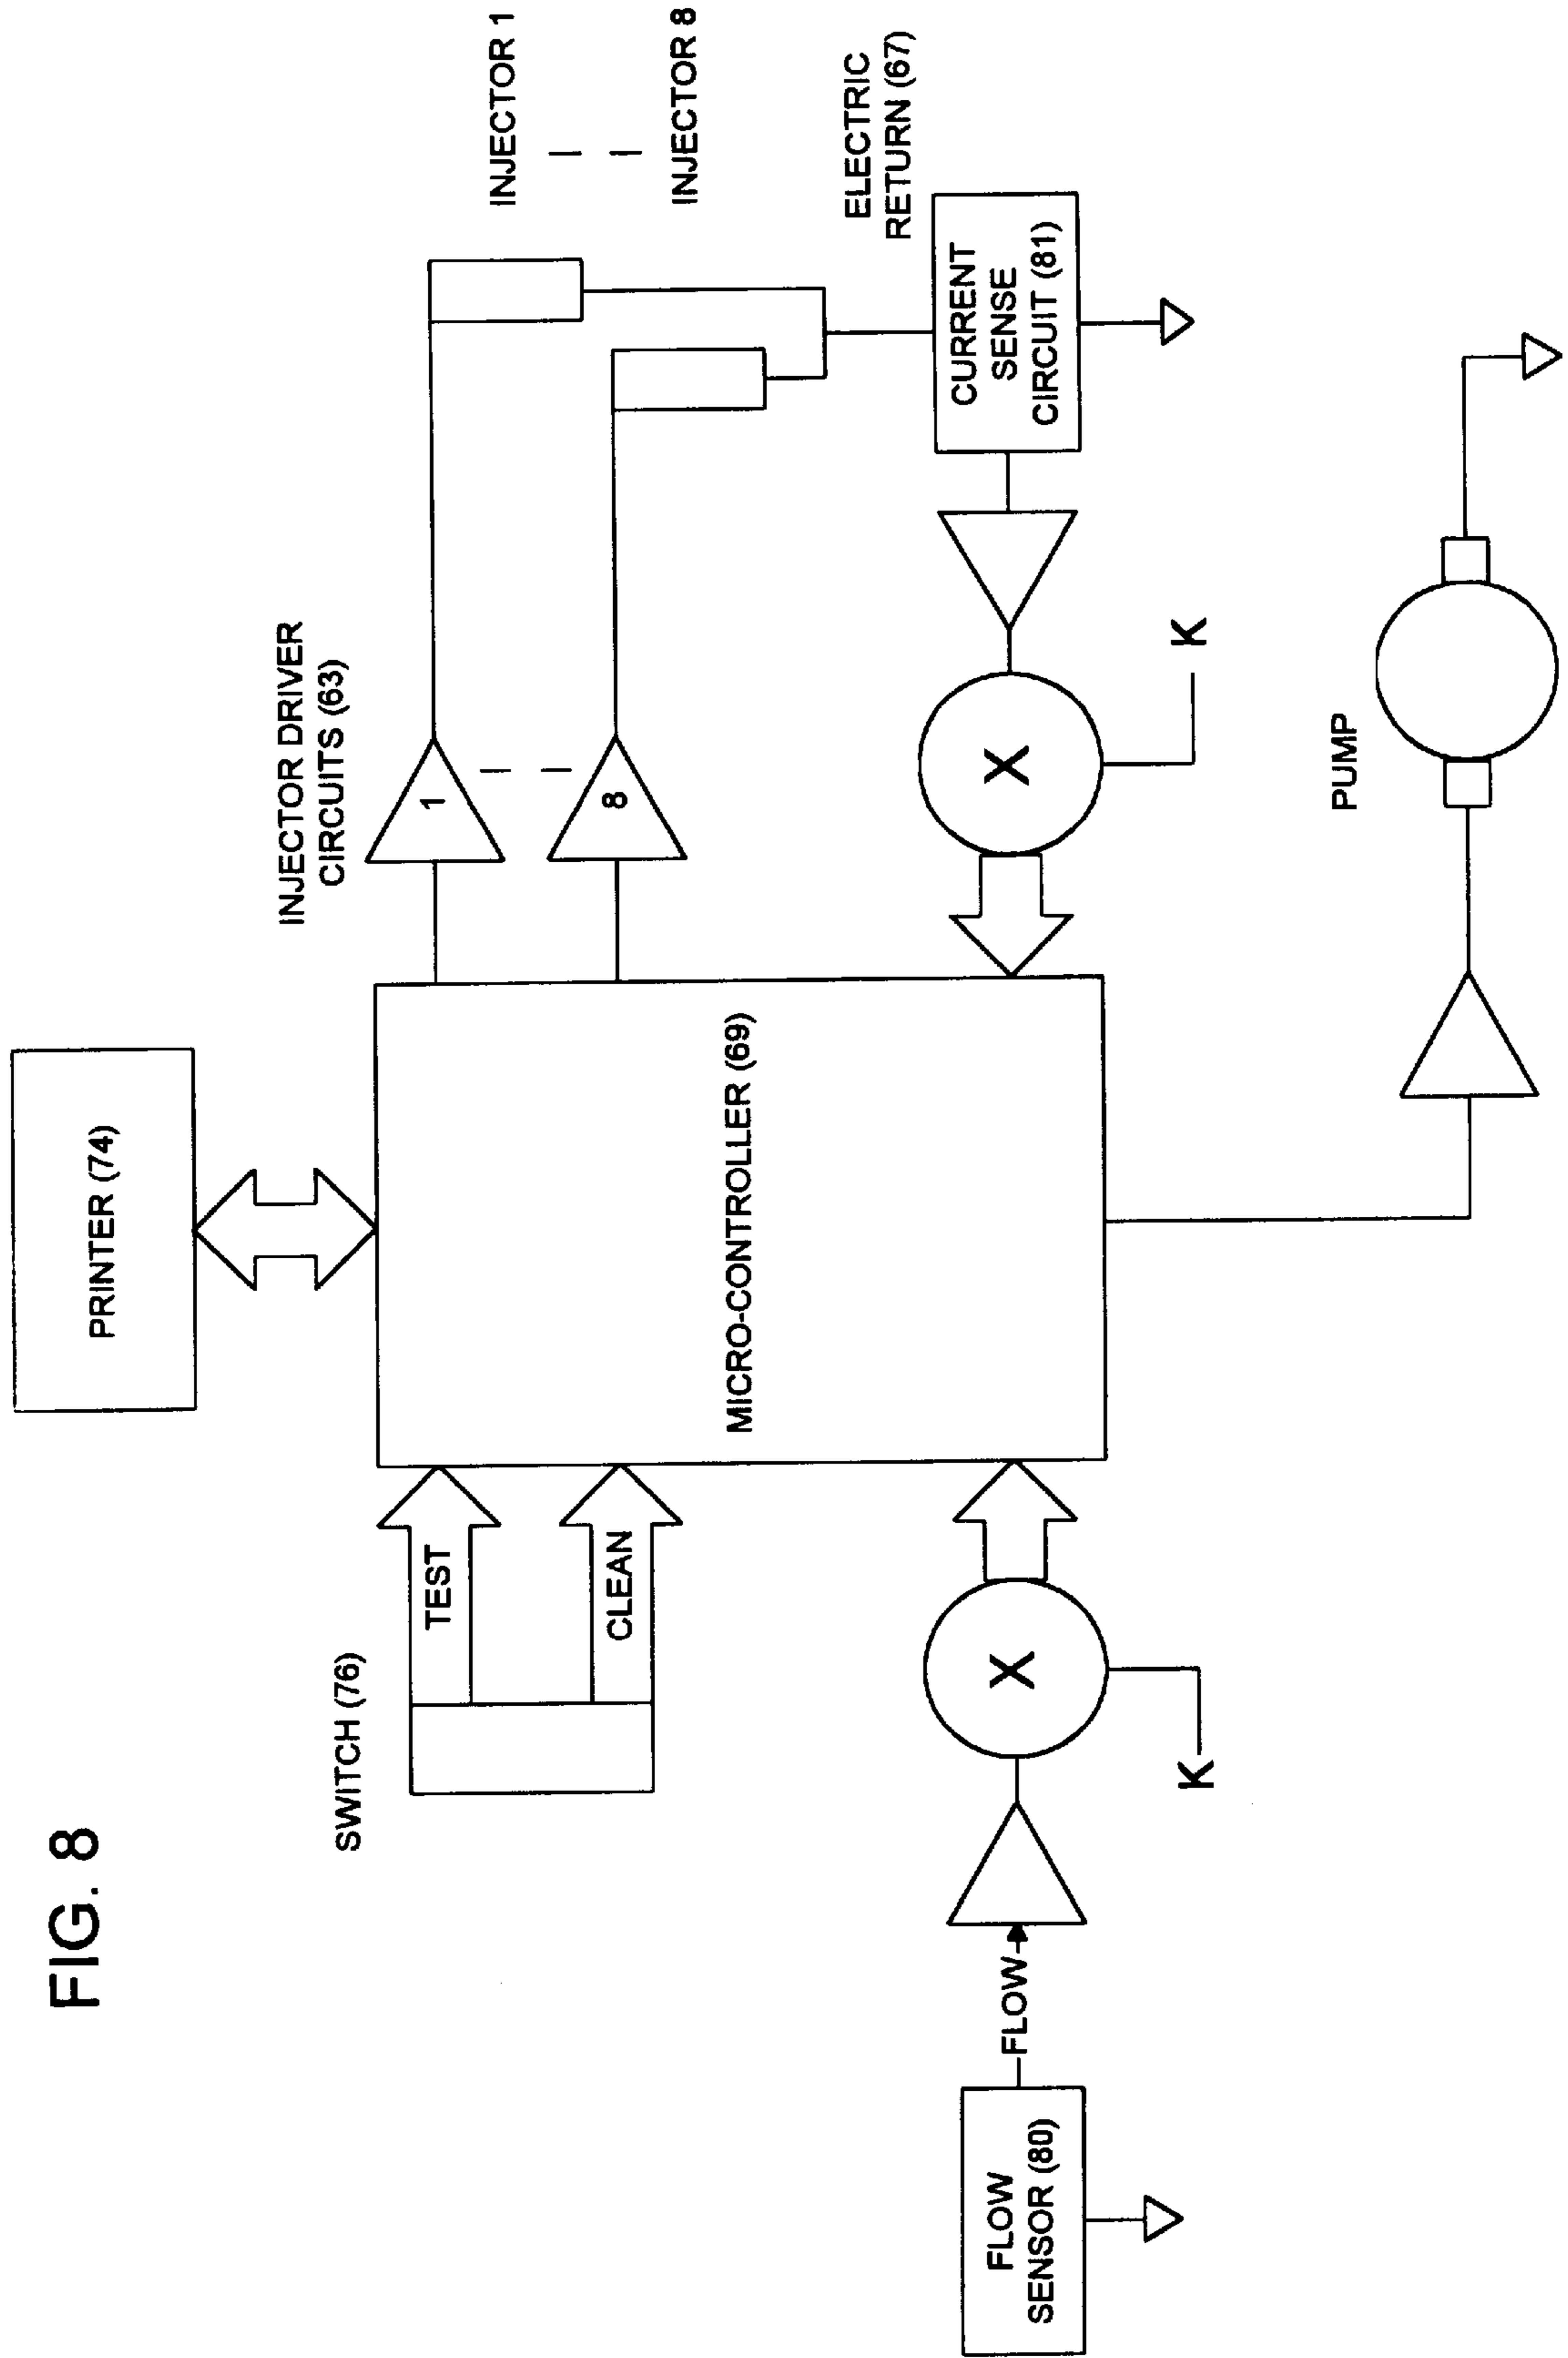 FIG. 8
PRINTER (74)
SWITCH (76)
TEST
CLEAN
MICRO-CONTROLLER (69)
INJECTOR DRIVER
CIRCUITS (63)
1
8
INJECTOR 1
INJECTOR 8
ELECTRIC
RETURN (67)
CURRENT
SENSE
CIRCUIT (81)
X
K
FLOW
SENSOR (80)
FLOW
X
K
PUMP